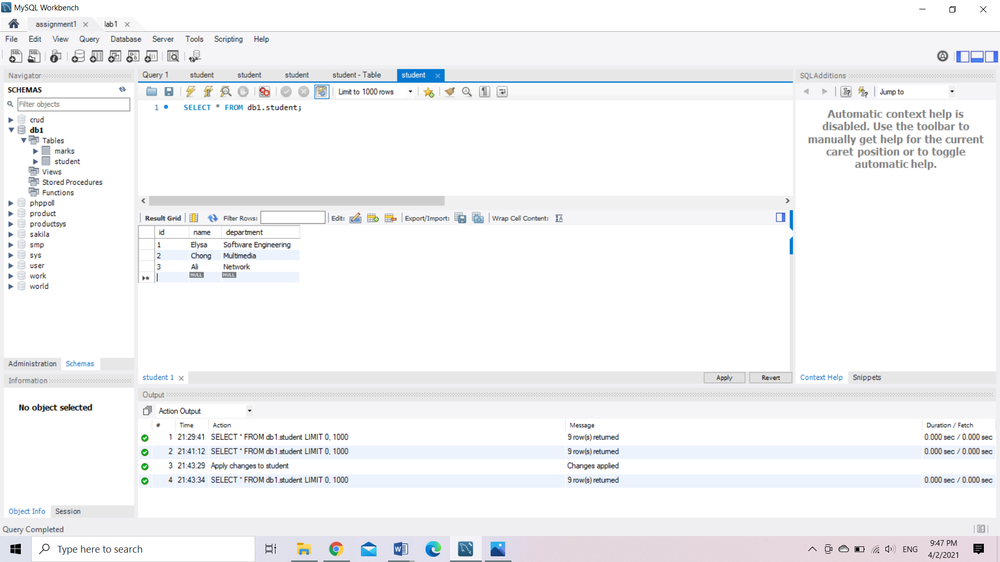 MySQL Workbench
assignment1
lab1
File Edit View Query Database Server Tools Scripting Help
Navigator
SCHEMAS
Filter objects
crud
db1
Tables
marks
student
Views
Stored Procedures
Functions
phppoll
product
productsys
sakila
smp
sys
user
work
world
Administration Schemas
Information
No object selected
Object Info Session
Query 1 student student student student - Table student
Limit to 1000 rows
1 SELECT * FROM db1.student;
Result Grid Filter Rows: Edit: Export/Import: Wrap Cell Content:
id name department
1 Elysa Software Engineering
2 Chong Multimedia
3 Ali Network
NULL NULL
student 1 Apply Revert
SQLAdditions
Jump to
Automatic context help is
disabled. Use the toolbar to
manually get help for the current
caret position or to toggle
automatic help.
Context Help Snippets
Output
Action Output
# Time Action Message Duration / Fetch
1 21:29:41 SELECT * FROM db1.student LIMIT 0, 1000 9 row(s) returned 0.000 sec / 0.000 sec
2 21:41:12 SELECT * FROM db1.student LIMIT 0, 1000 9 row(s) returned 0.000 sec / 0.000 sec
3 21:43:29 Apply changes to student Changes applied
4 21:43:34 SELECT * FROM db1.student LIMIT 0, 1000 9 row(s) returned 0.000 sec / 0.000 sec
Query Completed
Type here to search
ENG
9:47 PM
4/2/2021